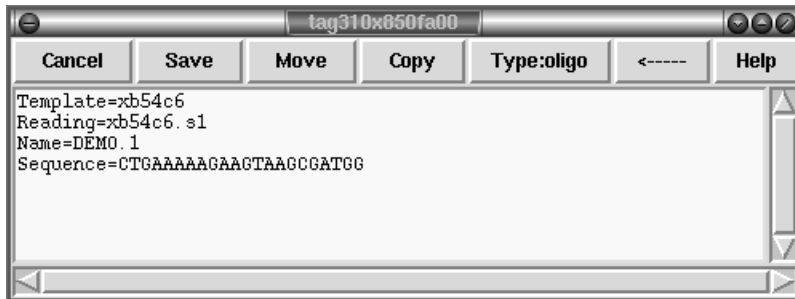 tag310x850fa00
Cancel Save Move Copy Type:oligo <----- Help
Template=xb54c6
Reading=xb54c6.s1
Name=DEMO.1
Sequence=CTGAAAAAGAAGTAAGCGATGG